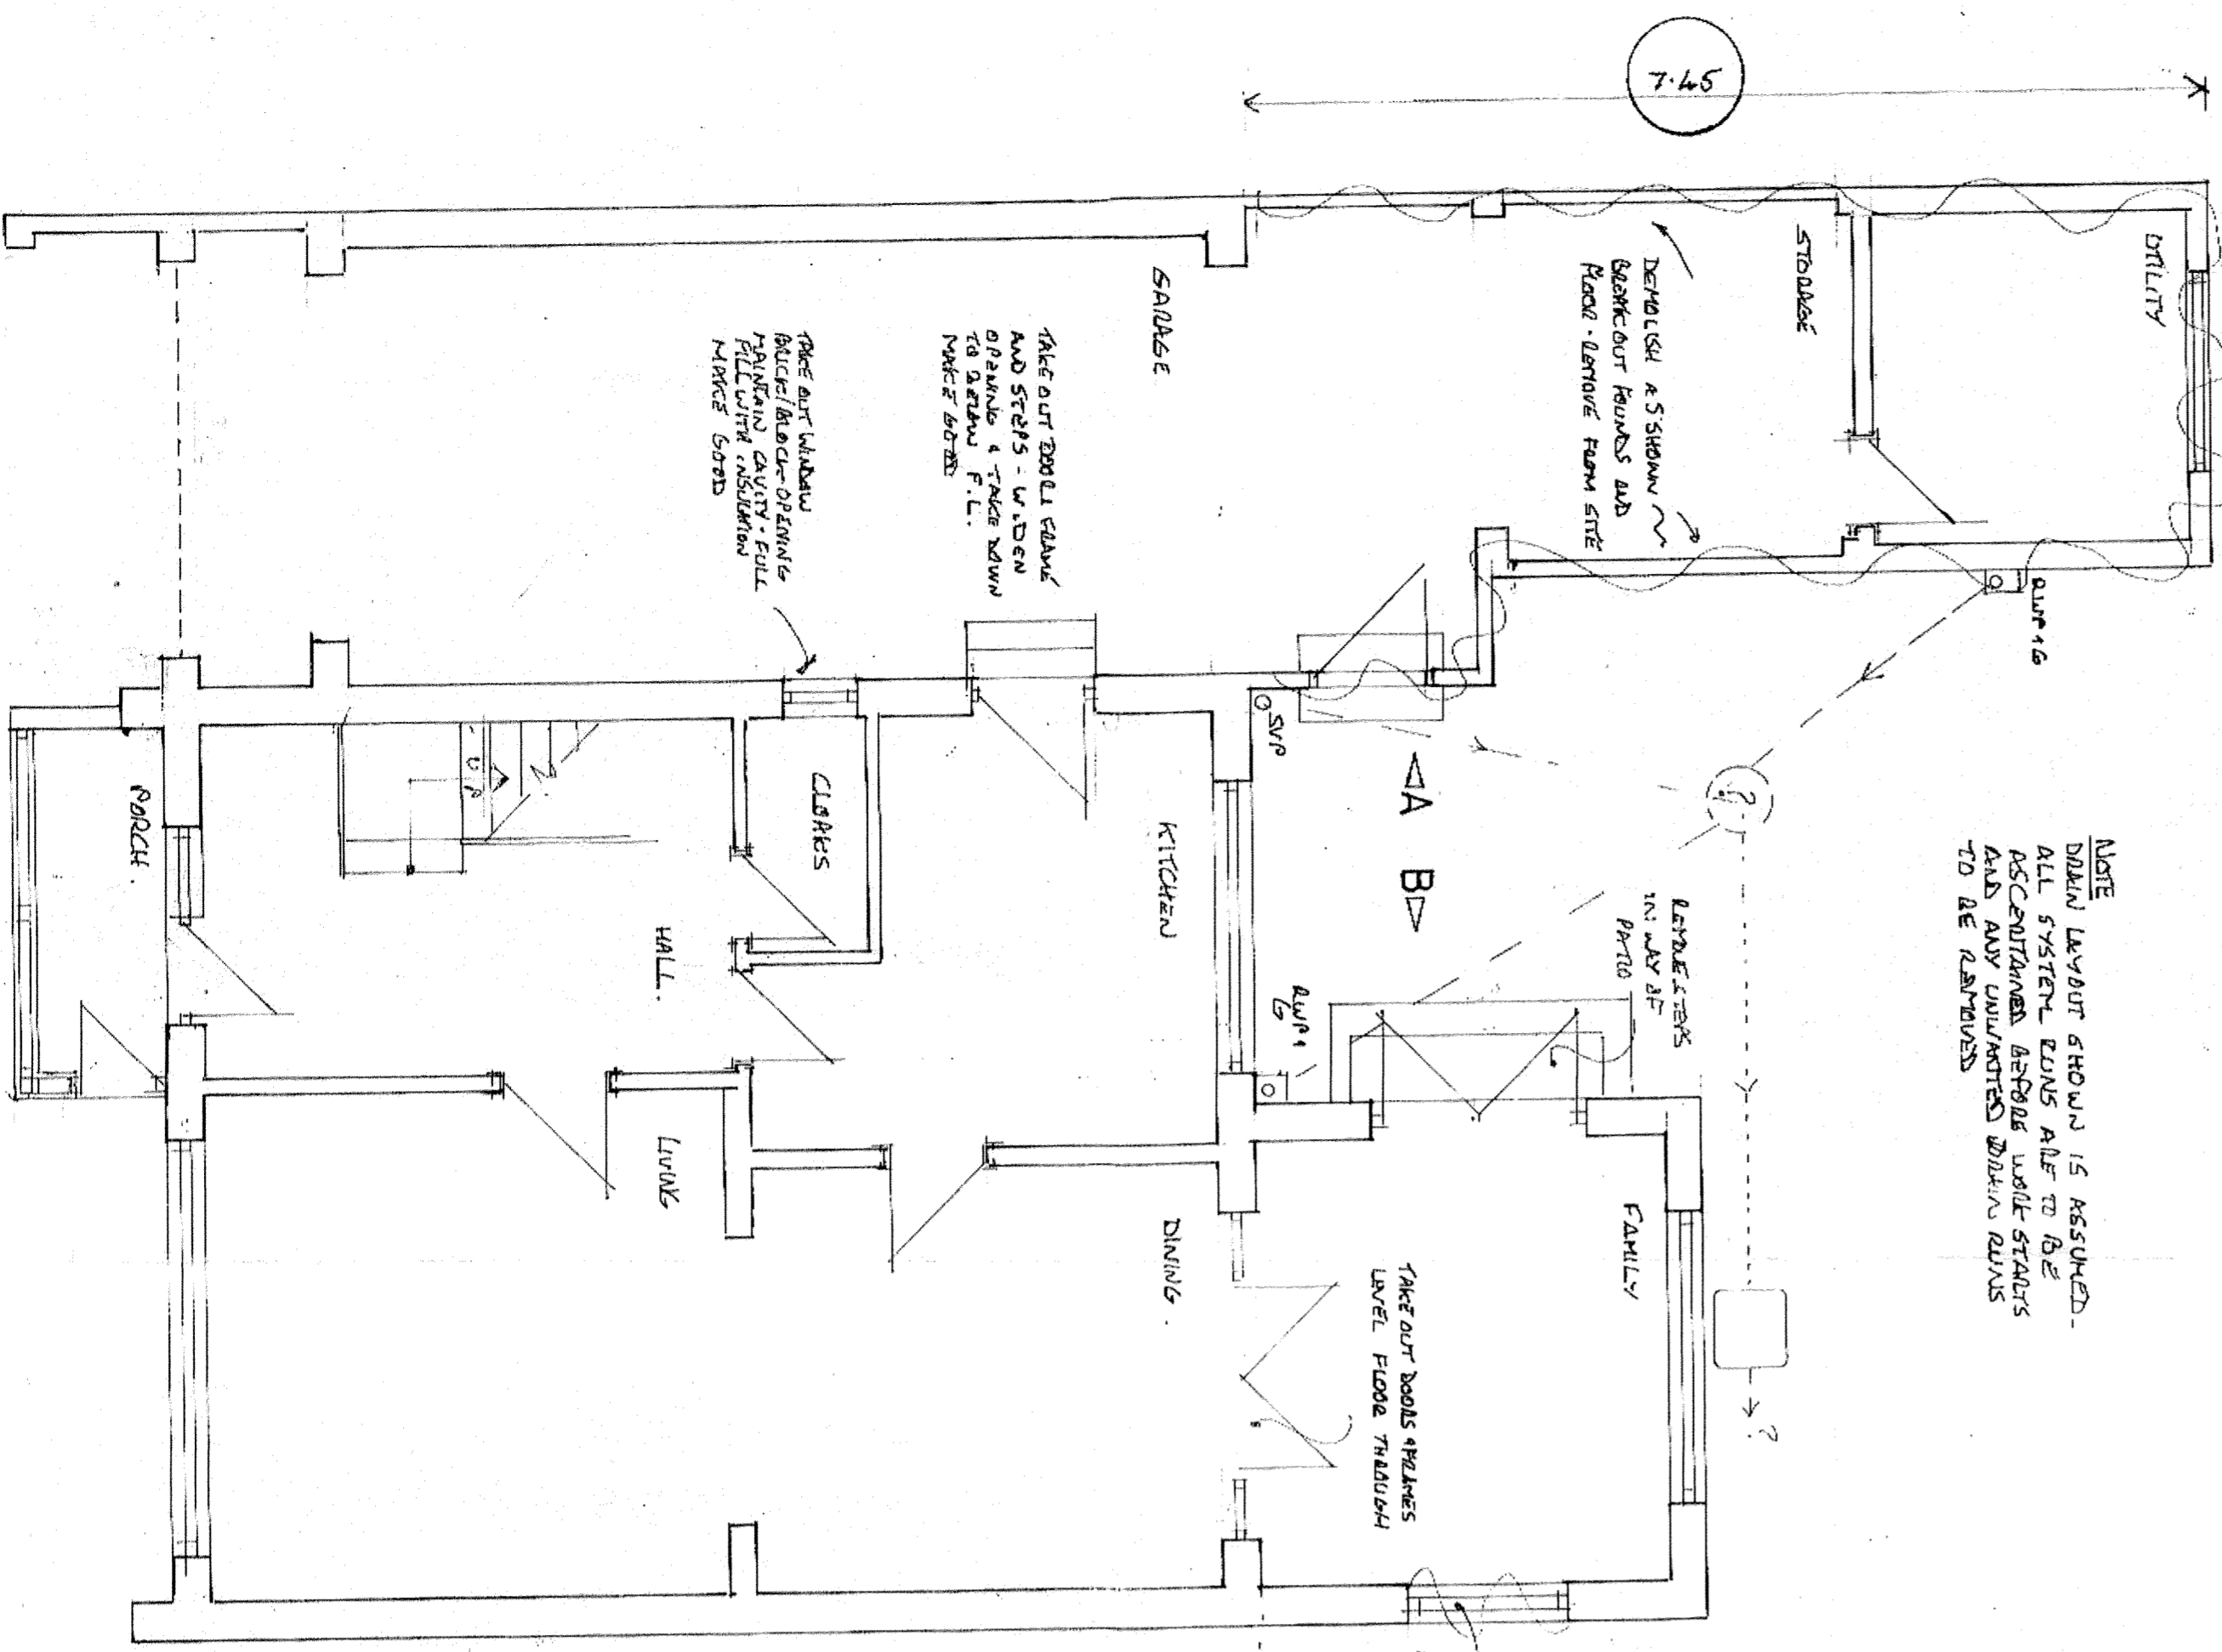 7.45
UTILITY
STORAGE
DEMOLISH AS SHOWN
BREAK OUT FOUNDS AND
FLOOR - REMOVE FROM SITE
RWP & G
NOTE
DRAIN LAYOUT SHOWN IS ASSUMED -
ALL SYSTEM RUNS ARE TO BE
ASCERTAINED BEFORE WORK STARTS
AND ANY UNWANTED DRAIN RUNS
TO BE REMOVED
?
?
REMOVE STEPS
IN WAY OF
PATIO
FAMILY
TAKE OUT DOORS & FRAMES
LEVEL FLOOR THROUGH
A B
SVP
RWP &
G
GARAGE
KITCHEN
DINING
TAKE OUT DOOR & FRAME
AND STEPS - WIDEN
OPENING & TAKE DOWN
TO BELOW F.L.
MAKE GOOD
TAKE OUT WINDOW
BRICK/BLOCK OPENING
MAINTAIN CAVITY - FULL
FILL WITH INSULATION
MAKE GOOD
CLOAKS
HALL.
LIVING
UP
PORCH.